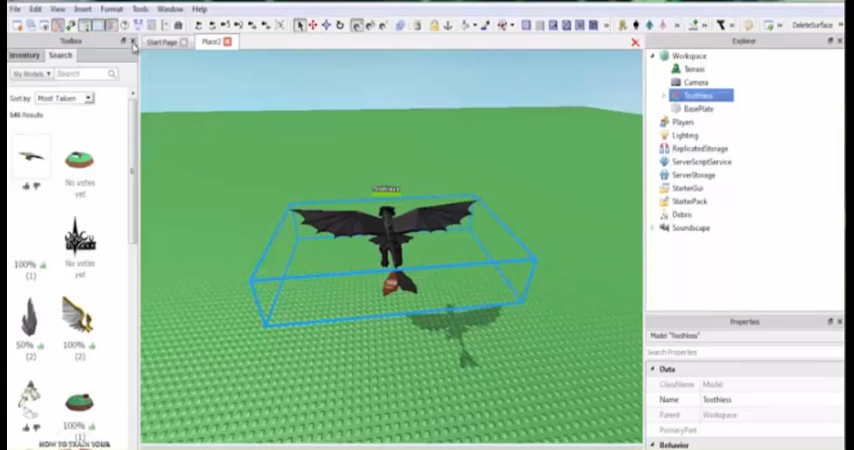 File Edit View Insert Format Tools Window Help
DeleteSurface
Toolbox
Start Page
Place2
Explorer
Inventory Search
My Models Search
Sort by Most Taken
546 Results
No votes yet
100% (1)
No votes yet
50% (2)
100% (2)
100% (1)
HOW TO TRAIN YOUR
Toothless
Workspace
Terrain
Camera
Toothless
BasePlate
Players
Lighting
ReplicatedStorage
ServerScriptService
ServerStorage
StarterGui
StarterPack
Debris
Soundscape
Properties
Model "Toothless"
Search Properties
Data
ClassName Model
Name Toothless
Parent Workspace
PrimaryPart
Behavior